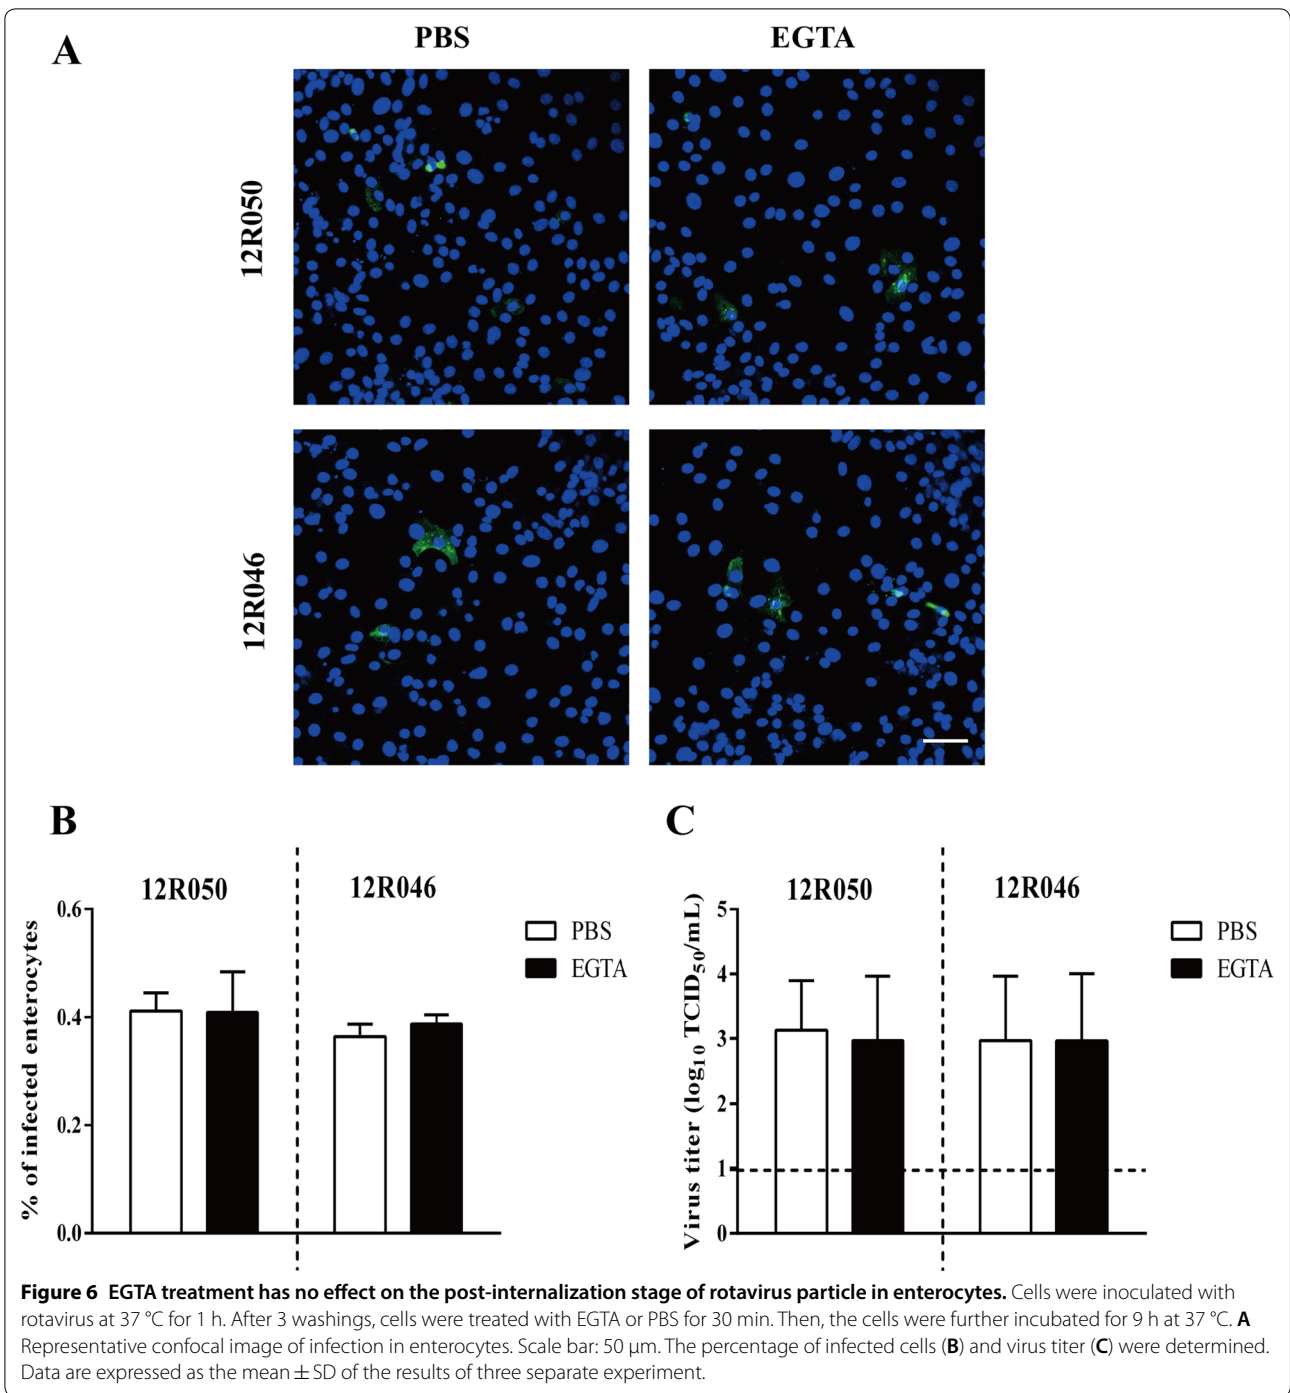 A
PBS
EGTA
12R050
12R046
B
12R050
12R046
% of infected enterocytes
0.6
0.4
0.2
0.0
PBS
EGTA
C
12R050
12R046
Virus titer (log10 TCID50/mL)
5
4
3
2
1
0
PBS
EGTA
Figure 6 EGTA treatment has no effect on the post-internalization stage of rotavirus particle in enterocytes. Cells were inoculated with
rotavirus at 37 °C for 1 h. After 3 washings, cells were treated with EGTA or PBS for 30 min. Then, the cells were further incubated for 9 h at 37 °C. A
Representative confocal image of infection in enterocytes. Scale bar: 50 μm. The percentage of infected cells (B) and virus titer (C) were determined.
Data are expressed as the mean ± SD of the results of three separate experiment.